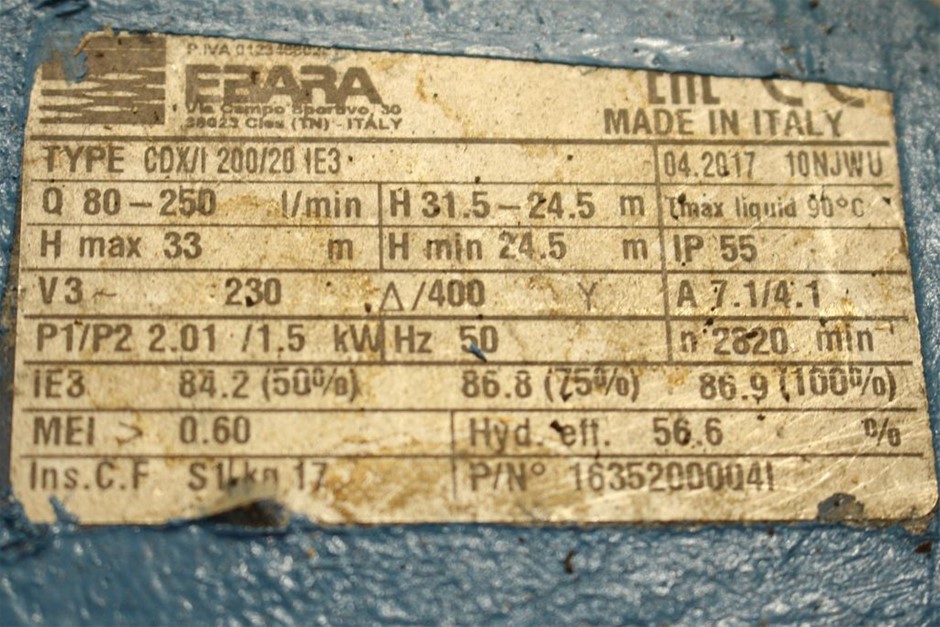 P.IVA
EBARA
Via Campo Sportivo, 30
38023 Cles (TN) - ITALY
EAC CE
MADE IN ITALY
TYPE CDX/I 200/20 IE3 04.2017 10NJWU
Q 80-250 l/min H 31.5-24.5 m Tmax liquid 90°C
H max 33 m H min 24.5 m IP 55
V3~ 230 Δ/400 Y A 7.1/4.1
P1/P2 2.01 /1.5 kW Hz 50 n 2820 min⁻¹
IE3 84.2 (50%) 86.8 (75%) 86.9 (100%)
MEI > 0.60 Hyd. eff. 56.6 %
Ins.C.F S1 kg 17 P/N° 1635200004I